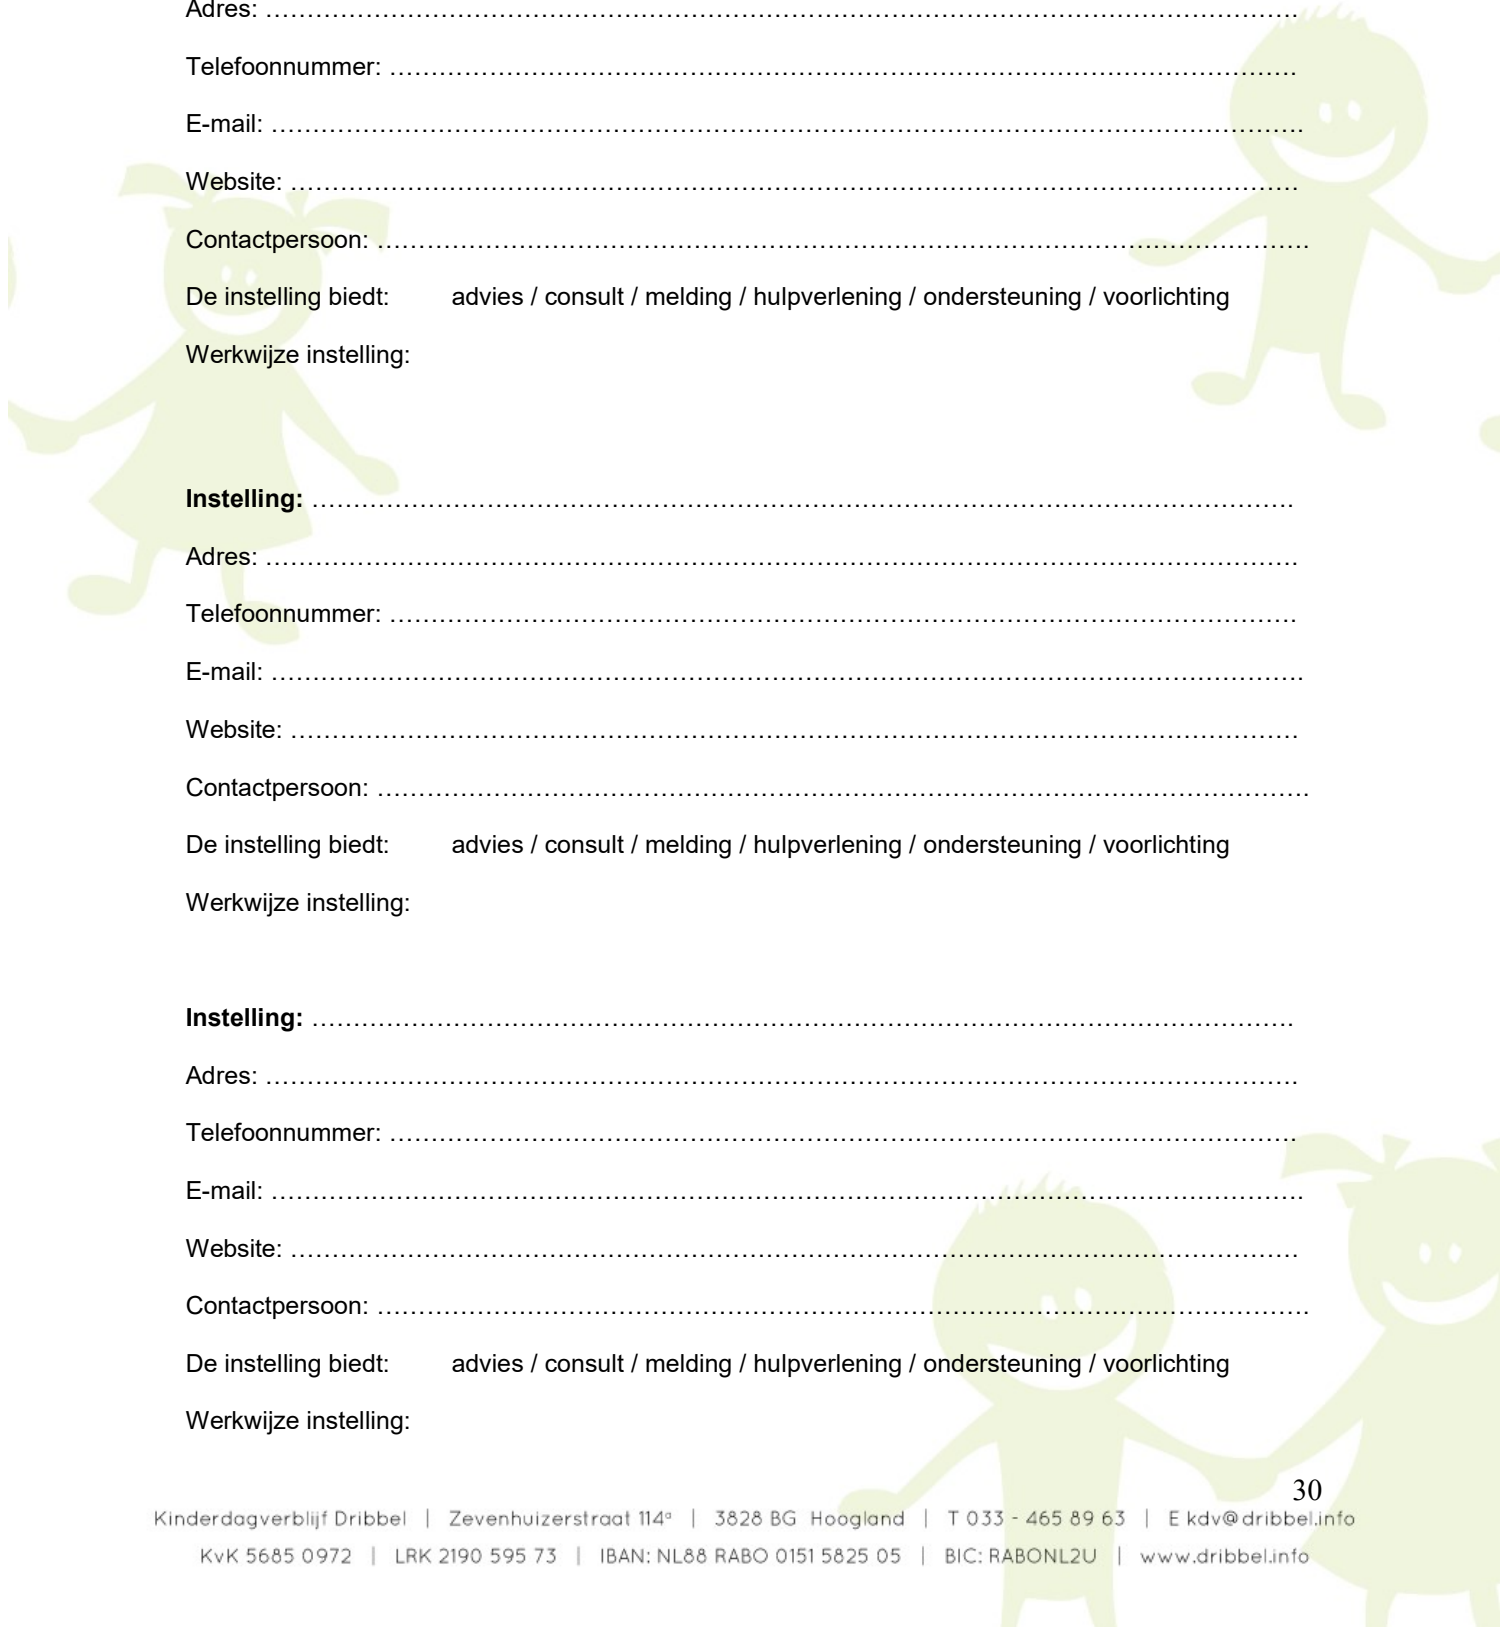 Adres: ……………………………………………………………………………………………………………….
Telefoonnummer: ………………………………………………………………………………………………….
E-mail: ……………………………………………………………………………………………………………….
Website: …………………………………………………………………………………………………………….
Contactpersoon: …………………………………………………………………………………………………….
De instelling biedt: advies / consult / melding / hulpverlening / ondersteuning / voorlichting
Werkwijze instelling:
Instelling: ………………………………………………………………………………………………………….
Adres: ……………………………………………………………………………………………………………….
Telefoonnummer: ………………………………………………………………………………………………….
E-mail: ……………………………………………………………………………………………………………….
Website: …………………………………………………………………………………………………………….
Contactpersoon: …………………………………………………………………………………………………….
De instelling biedt: advies / consult / melding / hulpverlening / ondersteuning / voorlichting
Werkwijze instelling:
Instelling: ………………………………………………………………………………………………………….
Adres: ……………………………………………………………………………………………………………….
Telefoonnummer: ………………………………………………………………………………………………….
E-mail: ……………………………………………………………………………………………………………….
Website: …………………………………………………………………………………………………………….
Contactpersoon: …………………………………………………………………………………………………….
De instelling biedt: advies / consult / melding / hulpverlening / ondersteuning / voorlichting
Werkwijze instelling:
30
Kinderdagverblijf Dribbel | Zevenhuizerstraat 114ᵃ | 3828 BG Hoogland | T 033 - 465 89 63 | E kdv@dribbel.info
KvK 5685 0972 | LRK 2190 595 73 | IBAN: NL88 RABO 0151 5825 05 | BIC: RABONL2U | www.dribbel.info